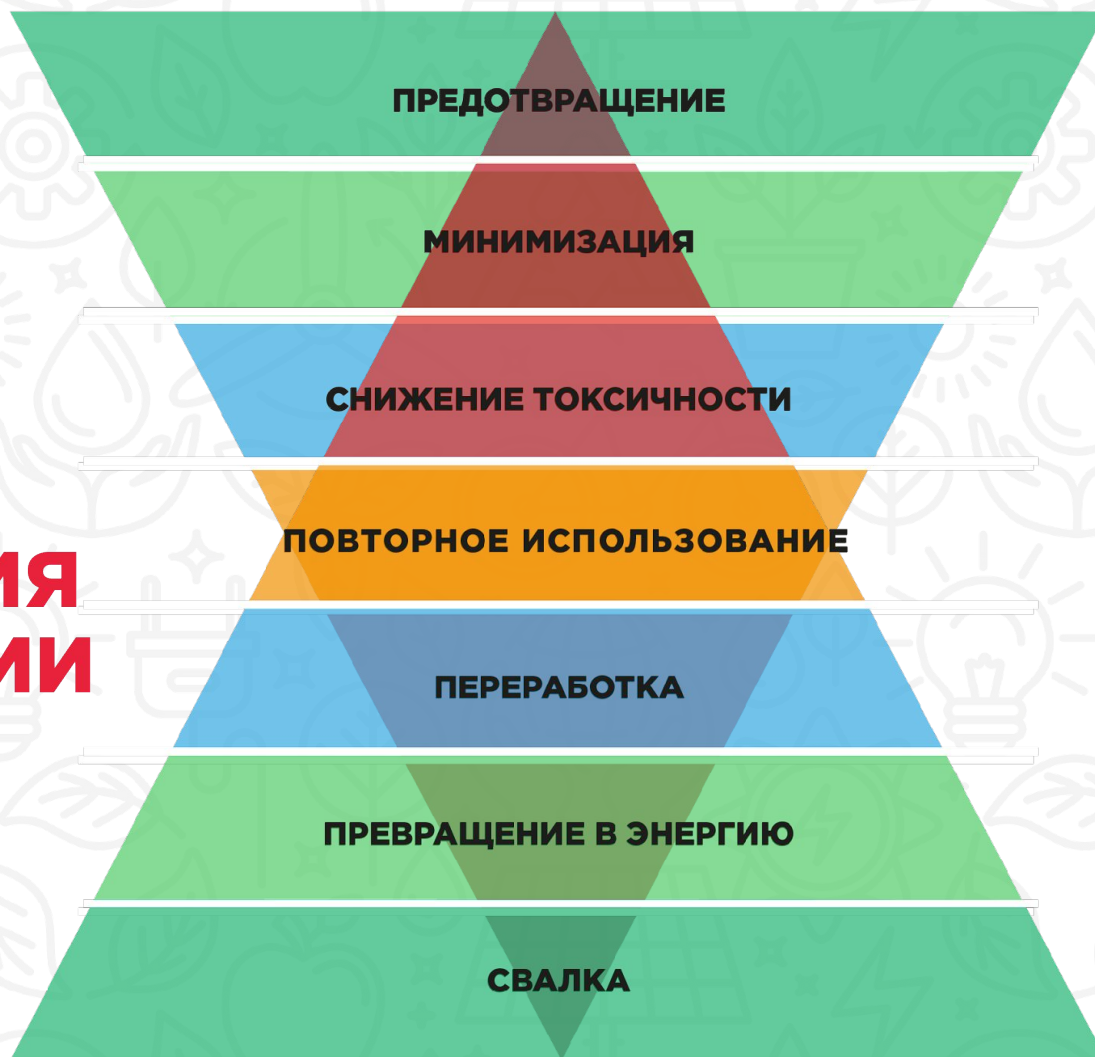 ПРЕДОТВРАЩЕНИЕ
МИНИМИЗАЦИЯ
СНИЖЕНИЕ ТОКСИЧНОСТИ
ПОВТОРНОЕ ИСПОЛЬЗОВАНИЕ
ПЕРЕРАБОТКА
ПРЕВРАЩЕНИЕ В ЭНЕРГИЮ
СВАЛКА